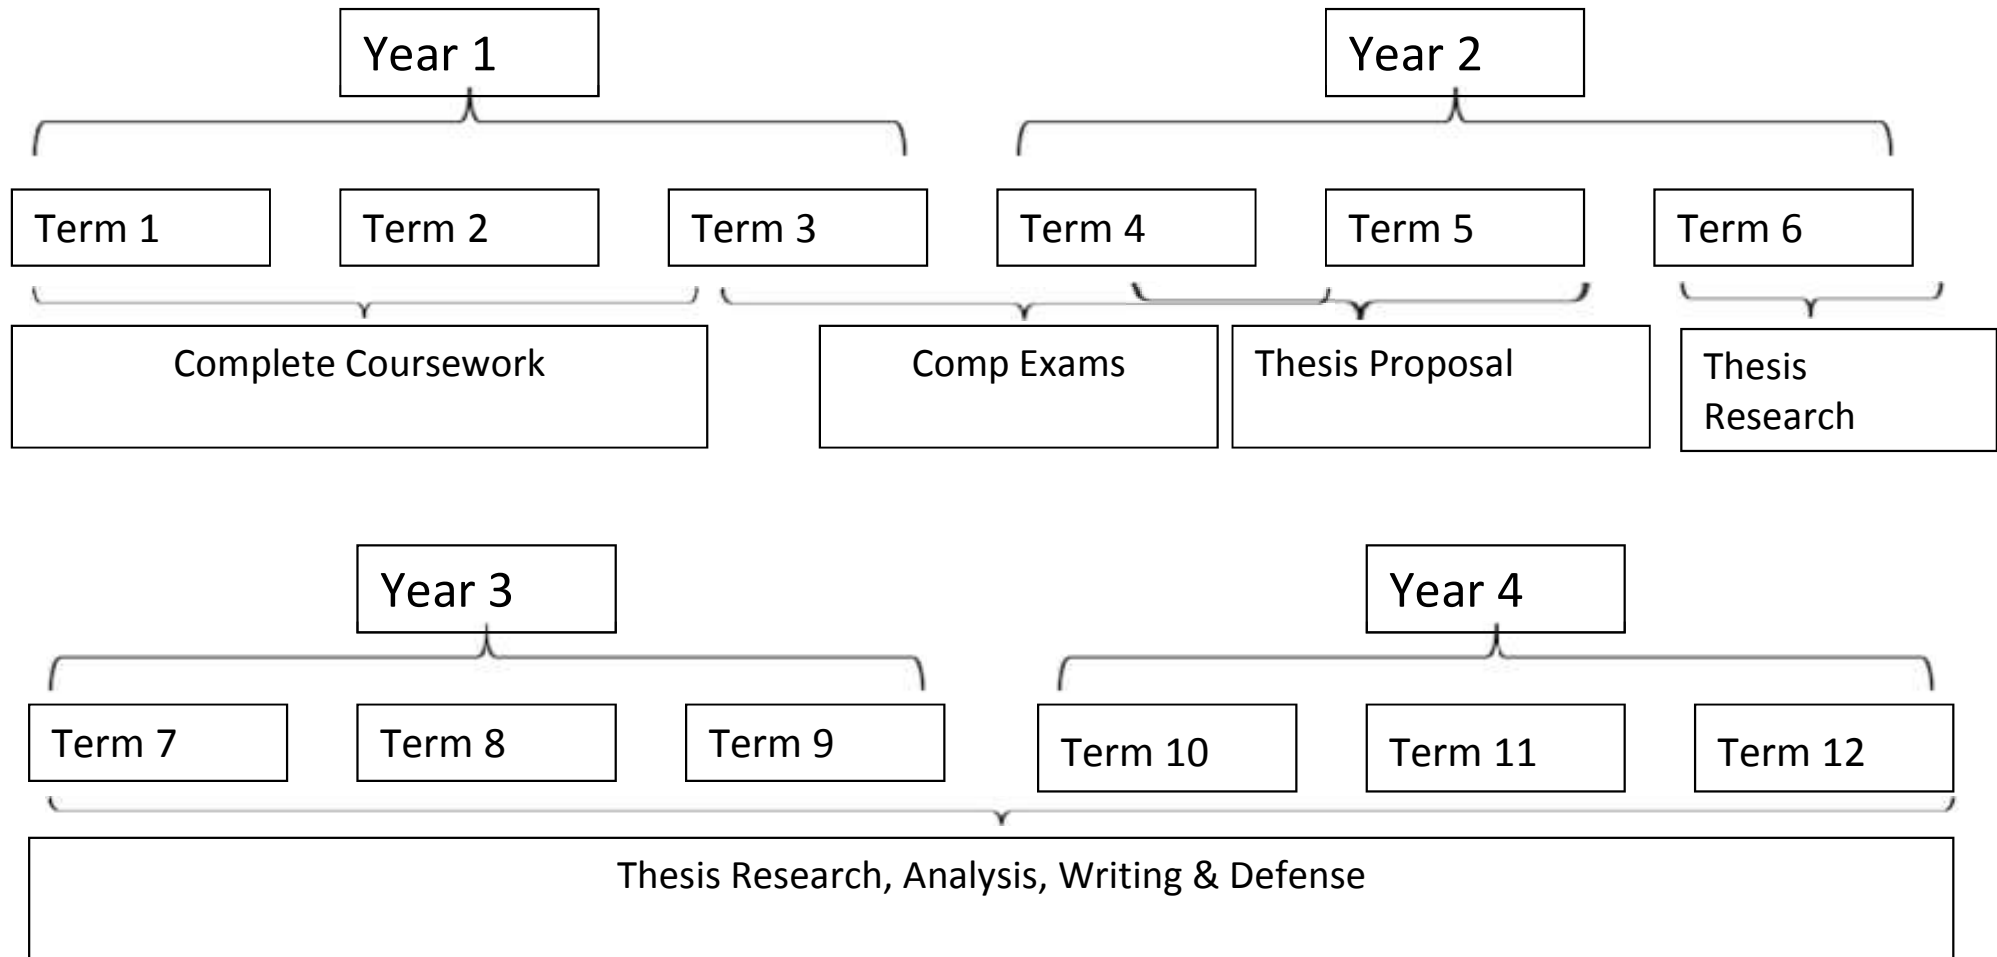 Year 1
Year 2
Term 1
Term 2
Term 3
Term 4
Term 5
Term 6
Complete Coursework
Comp Exams
Thesis Proposal
Thesis
Research
Year 3
Year 4
Term 7
Term 8
Term 9
Term 10
Term 11
Term 12
Thesis Research, Analysis, Writing & Defense